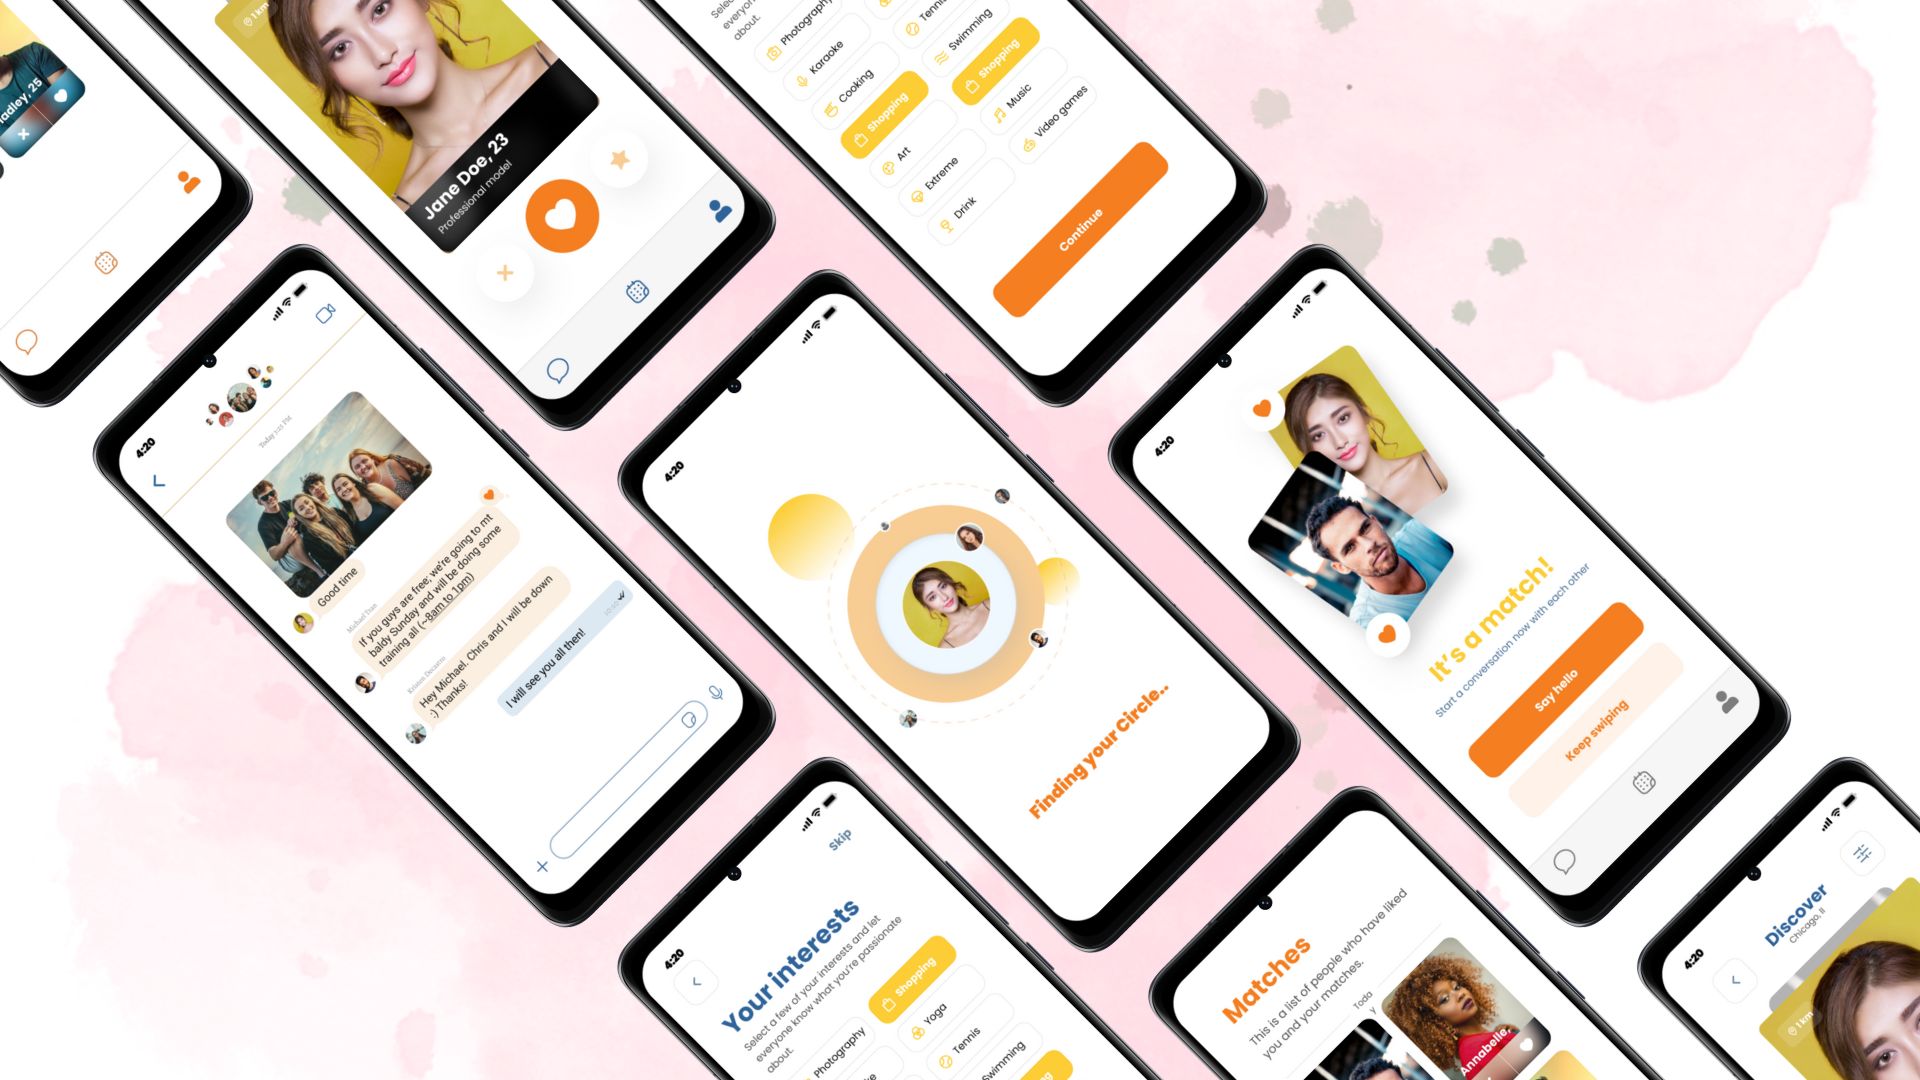 adley, 25
1 km
Jane Doe, 23
Professional model
everyon
about.
Photography
Tennis
Karaoke
Swimming
Cooking
Shopping
Shopping
Music
Art
Video games
Extreme
Drink
Continue
4:20
Today 7:25 PM
Good time
Michael Tran
If you guys are free, we're going to mt
baldy Sunday and will be doing some
training all (~8am to 1pm)
Hey Michael. Chris and I will be down
:) Thanks!
I will see you all then!
4:20
Finding your Circle..
4:20
It's a match!
Start a conversation now with each other
Say hello
Keep swiping
4:20
Skip
Your interests
Select a few of your interests and let
everyone know what you're passionate
about.
Shopping
Photography
Yoga
Tennis
Swimming
Matches
This is a list of people who have liked
you and your matches.
Toda
y
Annabelle,
4:20
Discover
Chicago, Il
1 km